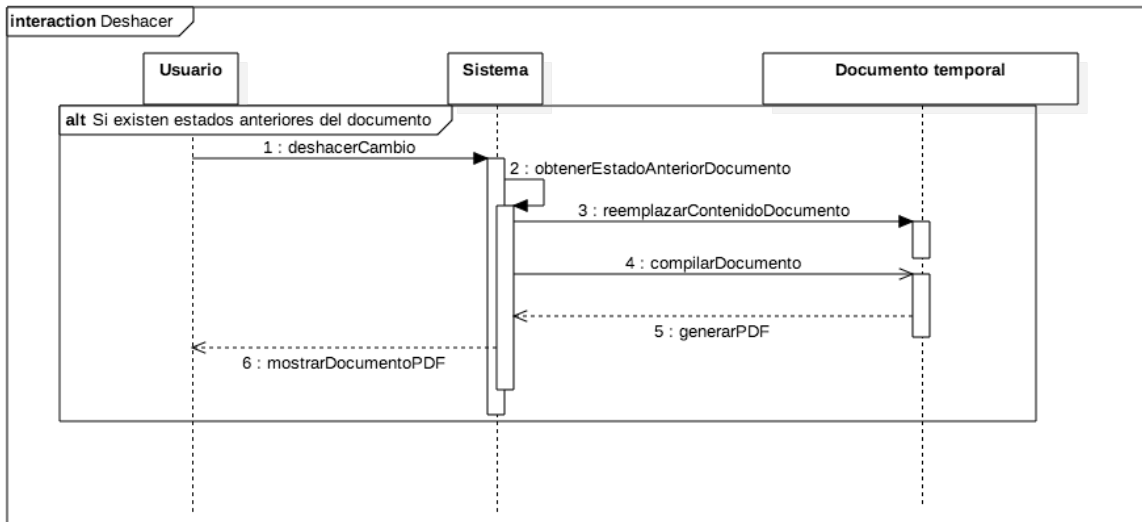 interaction Deshacer
Usuario
Sistema
Documento temporal
alt Si existen estados anteriores del documento
1 : deshacerCambio
2 : obtenerEstadoAnteriorDocumento
3 : reemplazarContenidoDocumento
4 : compilarDocumento
5 : generarPDF
6 : mostrarDocumentoPDF